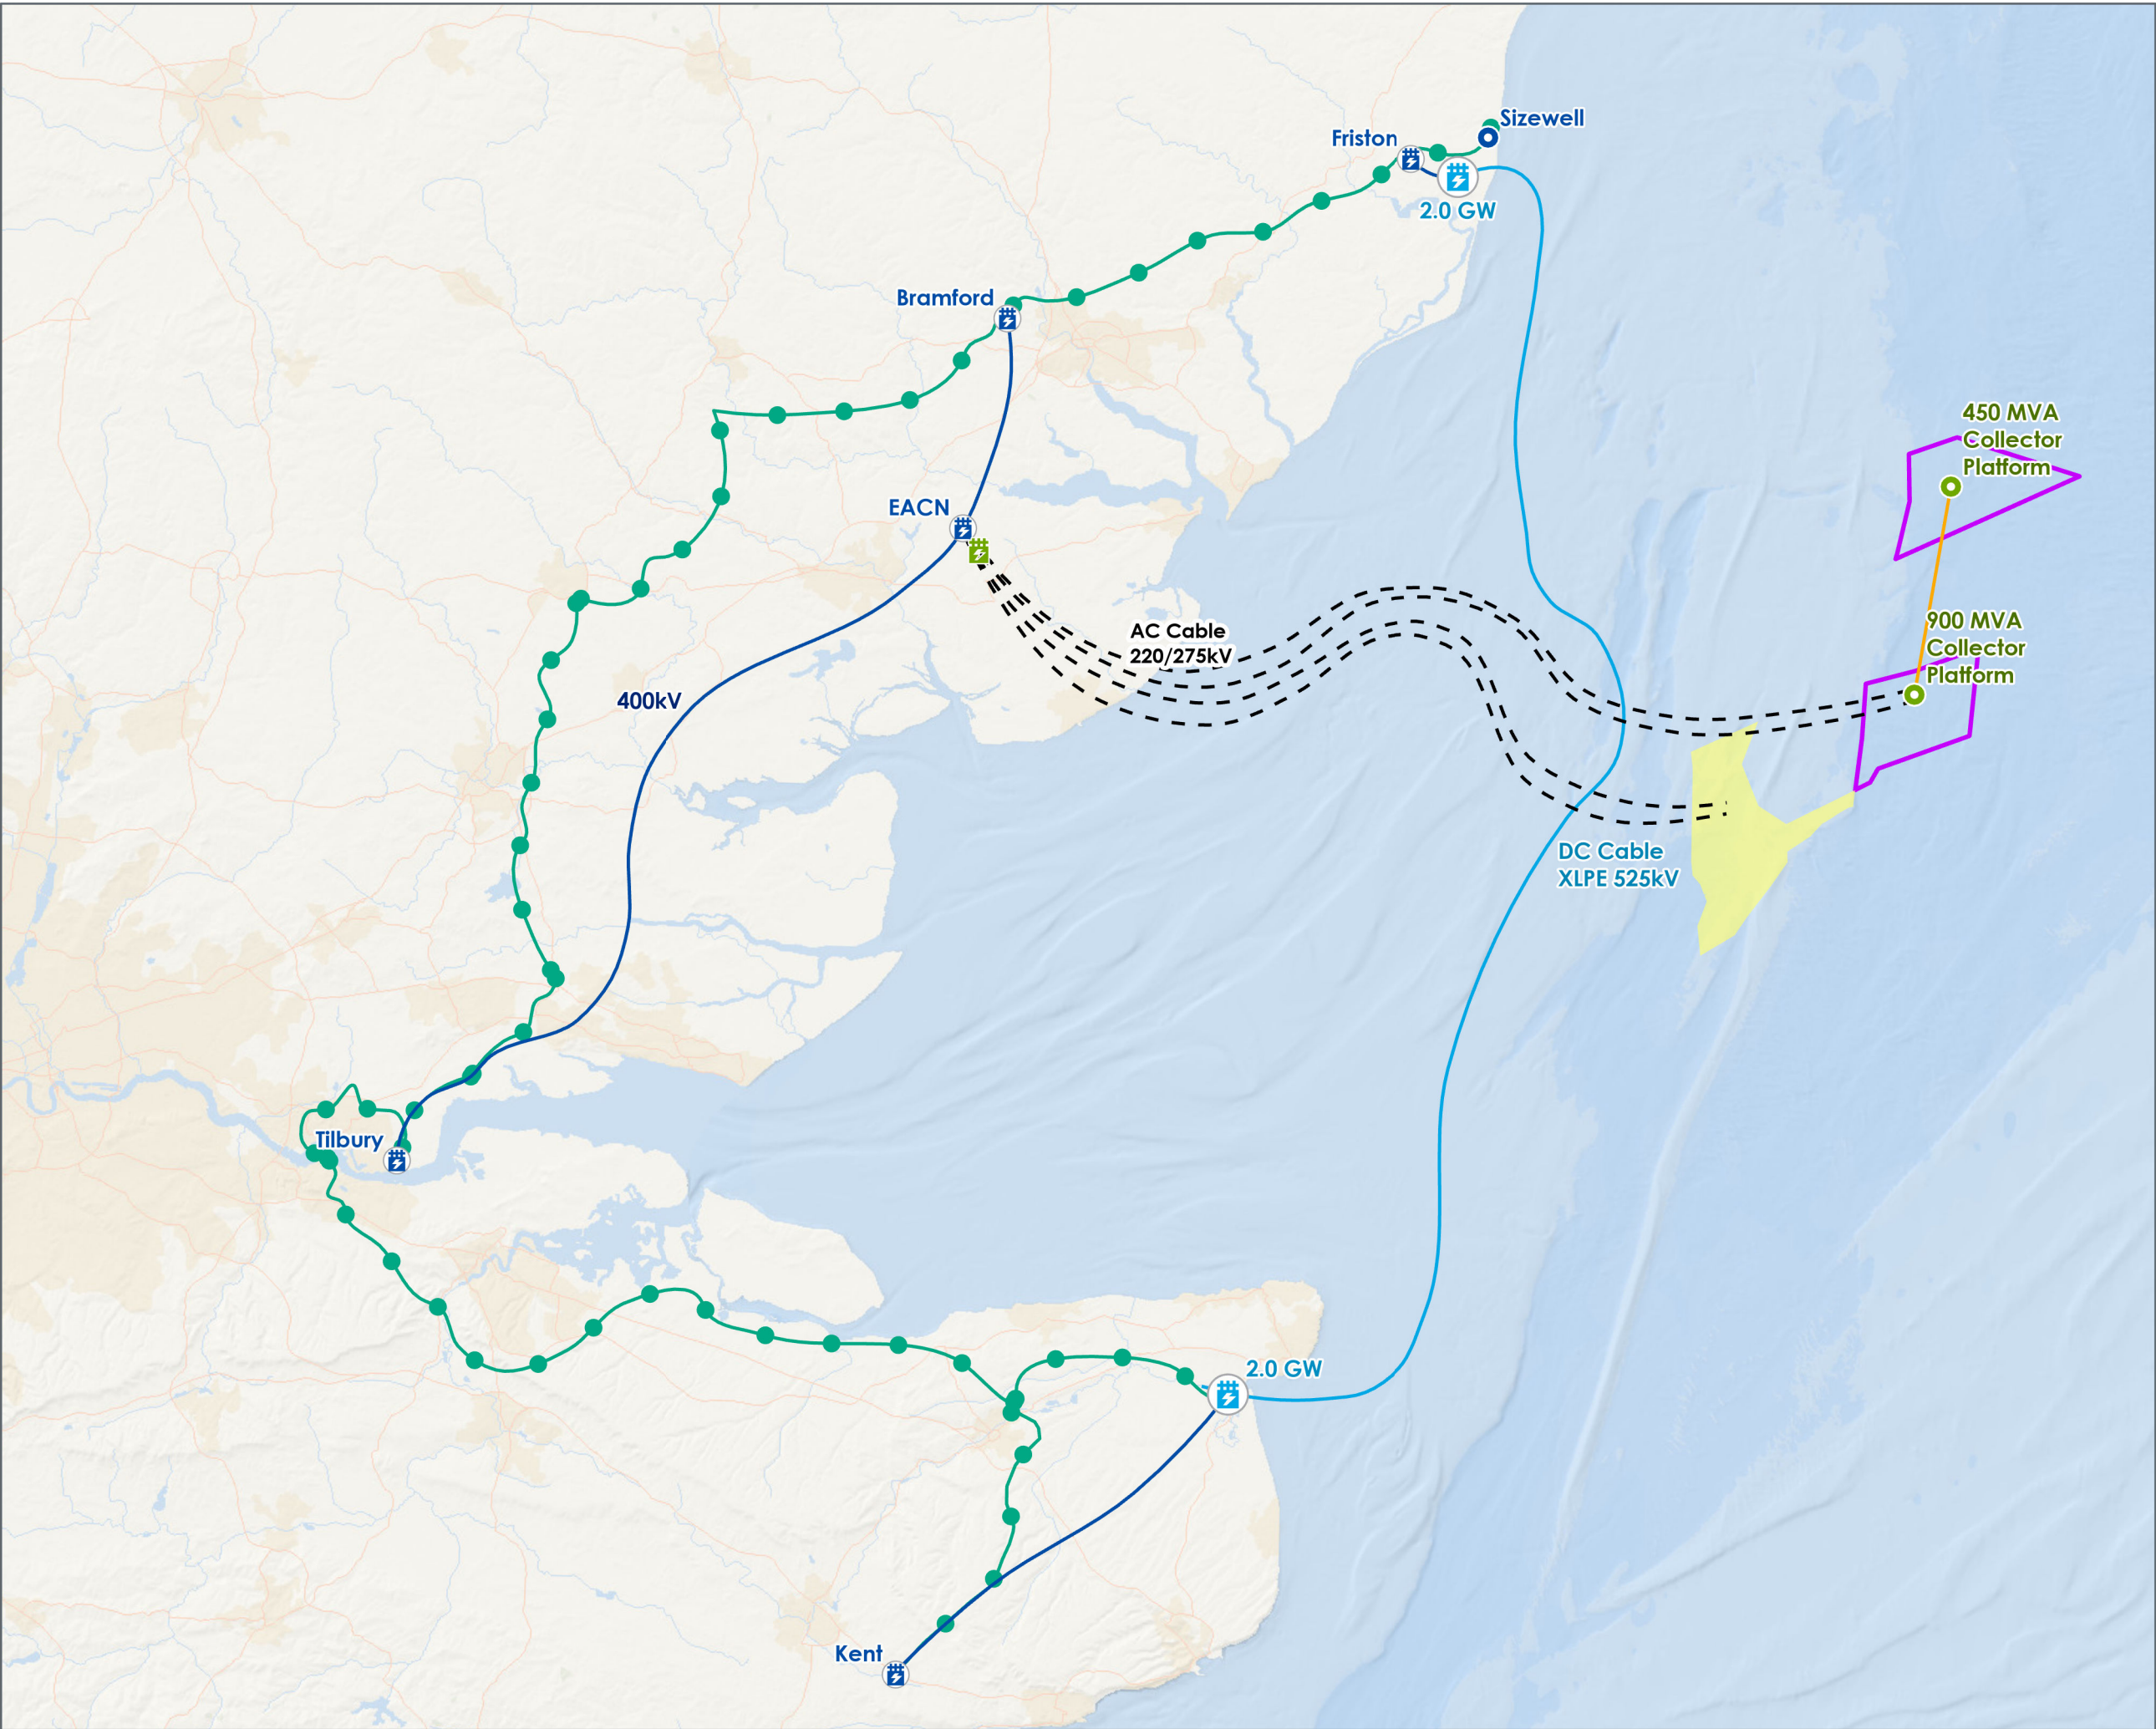 Sizewell
Friston
2.0 GW
Bramford
450 MVA
Collector
Platform
EACN
900 MVA
Collector
Platform
AC Cable
220/275kV
400kV
DC Cable
XLPE 525kV
Tilbury
2.0 GW
Kent